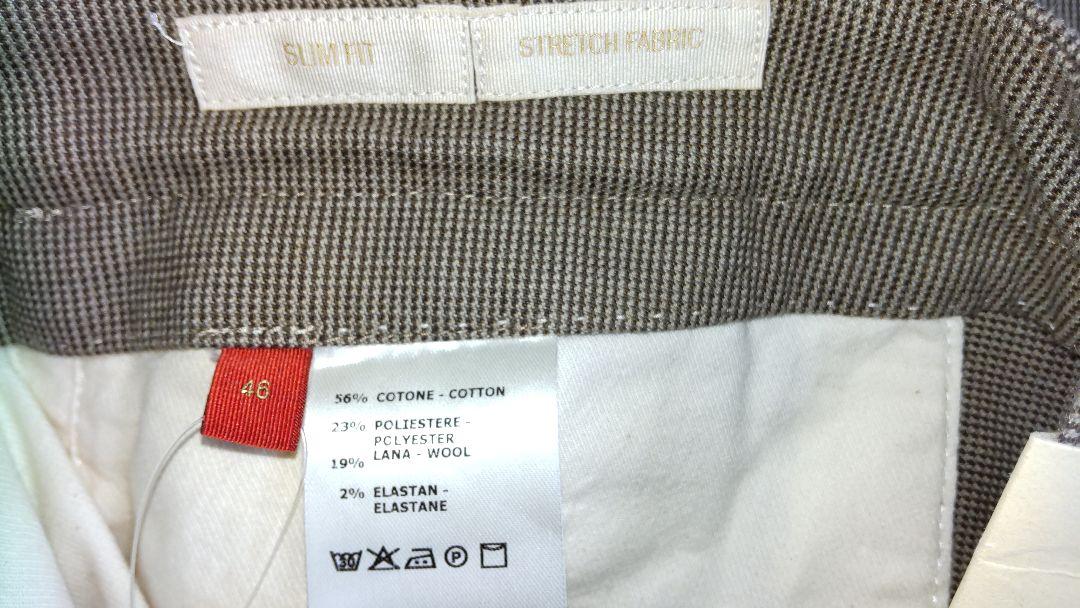 SLIM FIT
STRETCH FABRIC
46
56% COTONE - COTTON
23% POLIESTERE -
POLYESTER
19% LANA - WOOL
2% ELASTAN -
ELASTANE
30 P